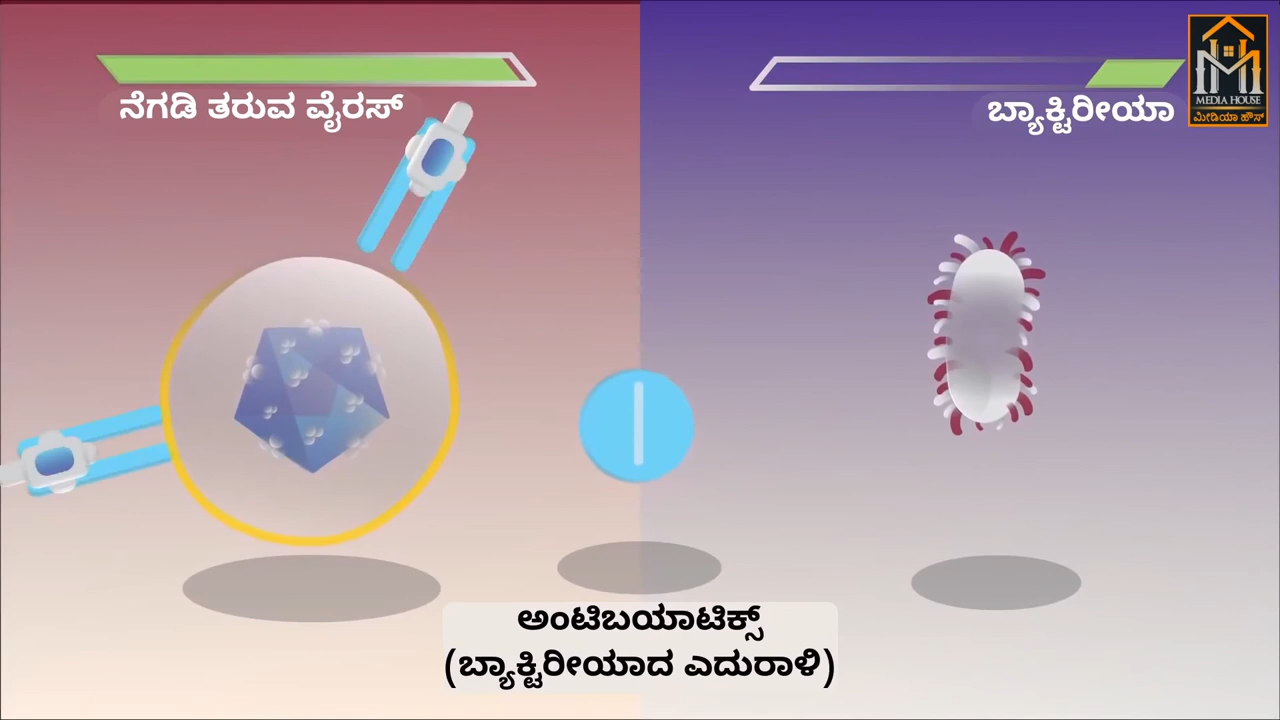 ನೆಗಡಿ ತರುವ ವೈರಸ್
ಬ್ಯಾಕ್ಟಿರೀಯಾ
MEDIA HOUSE
ಮೀಡಿಯಾ ಹೌಸ್
ಅಂಟಿಬಯಾಟಿಕ್ಸ್
(ಬ್ಯಾಕ್ಟಿರೀಯಾದ ಎದುರಾಳಿ)